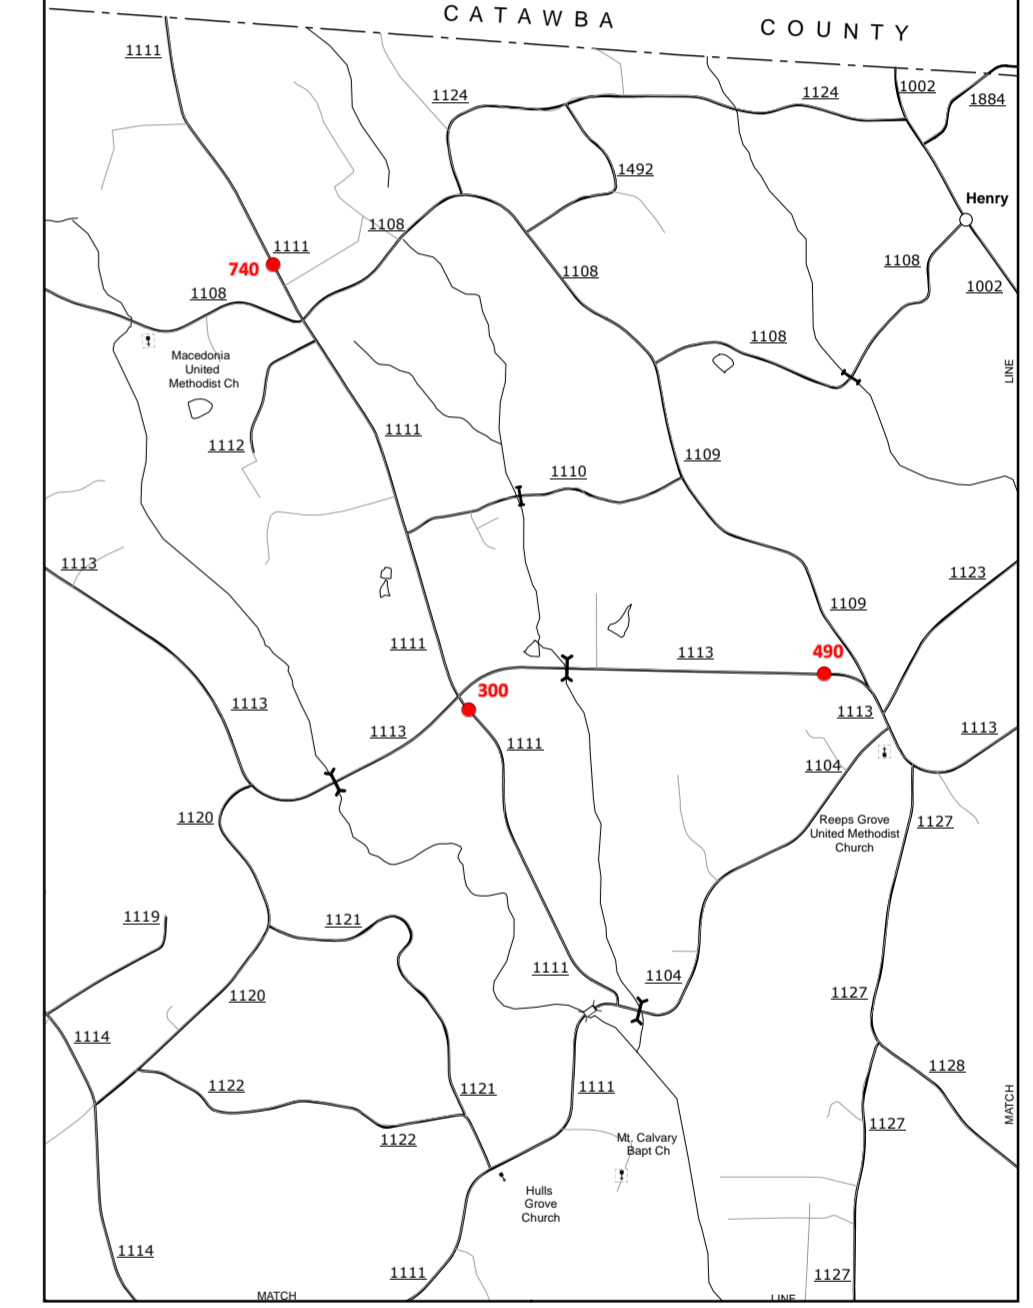 CATAWBA COUNTY
1111
1002
1124
1124
1884
1492
Henry
1108
1111
740
1108
1108
1002
1108
1108
Macedonia
United
Methodist Ch
LINE
1111
1112
1109
1110
1113
1123
1109
1111
1113
490
300
1113
1113
1113
1113
1111
1104
1120
Reeps Grove
United Methodist
Church
1127
1119
1121
1111
1104
1120
1127
1114
1128
1122
1121
1111
MATCH
1127
1122
Mt. Calvary
Bapt Ch
Hulls
Grove
Church
1114
1111
1127
MATCH
LINE